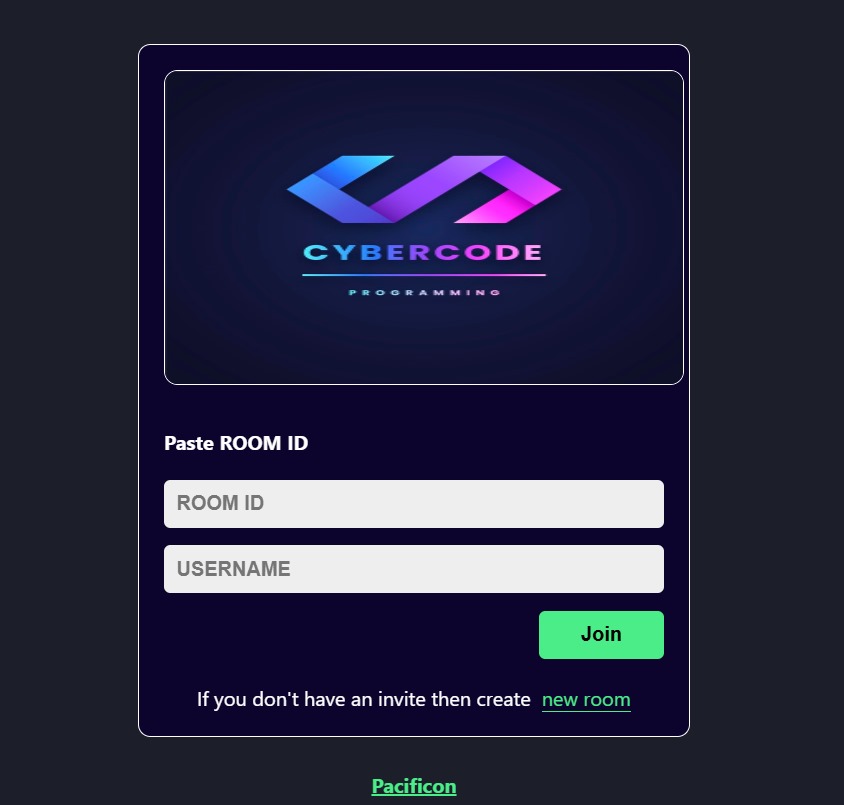 CYBERCODE
PROGRAMMING
Paste ROOM ID
ROOM ID
USERNAME
Join
If you don't have an invite then create new room
Pacificon